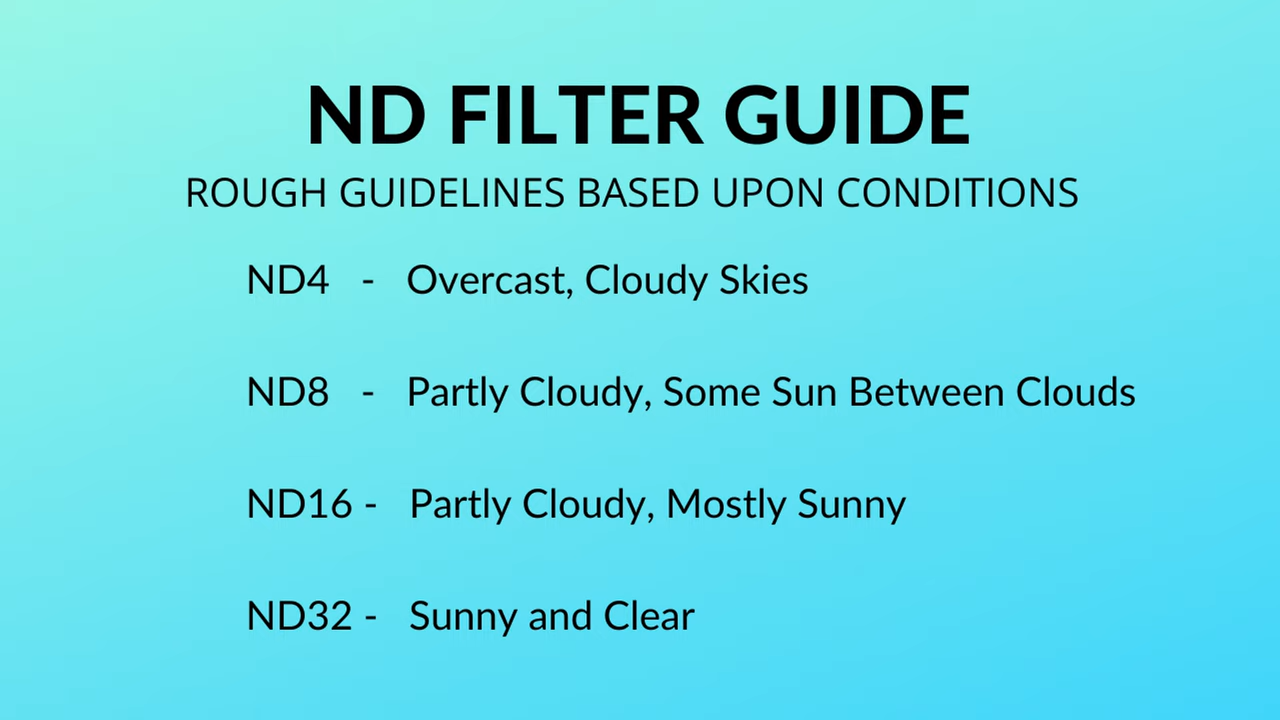 ND FILTER GUIDE
ROUGH GUIDELINES BASED UPON CONDITIONS
ND4 - Overcast, Cloudy Skies
ND8 - Partly Cloudy, Some Sun Between Clouds
ND16 - Partly Cloudy, Mostly Sunny
ND32 - Sunny and Clear